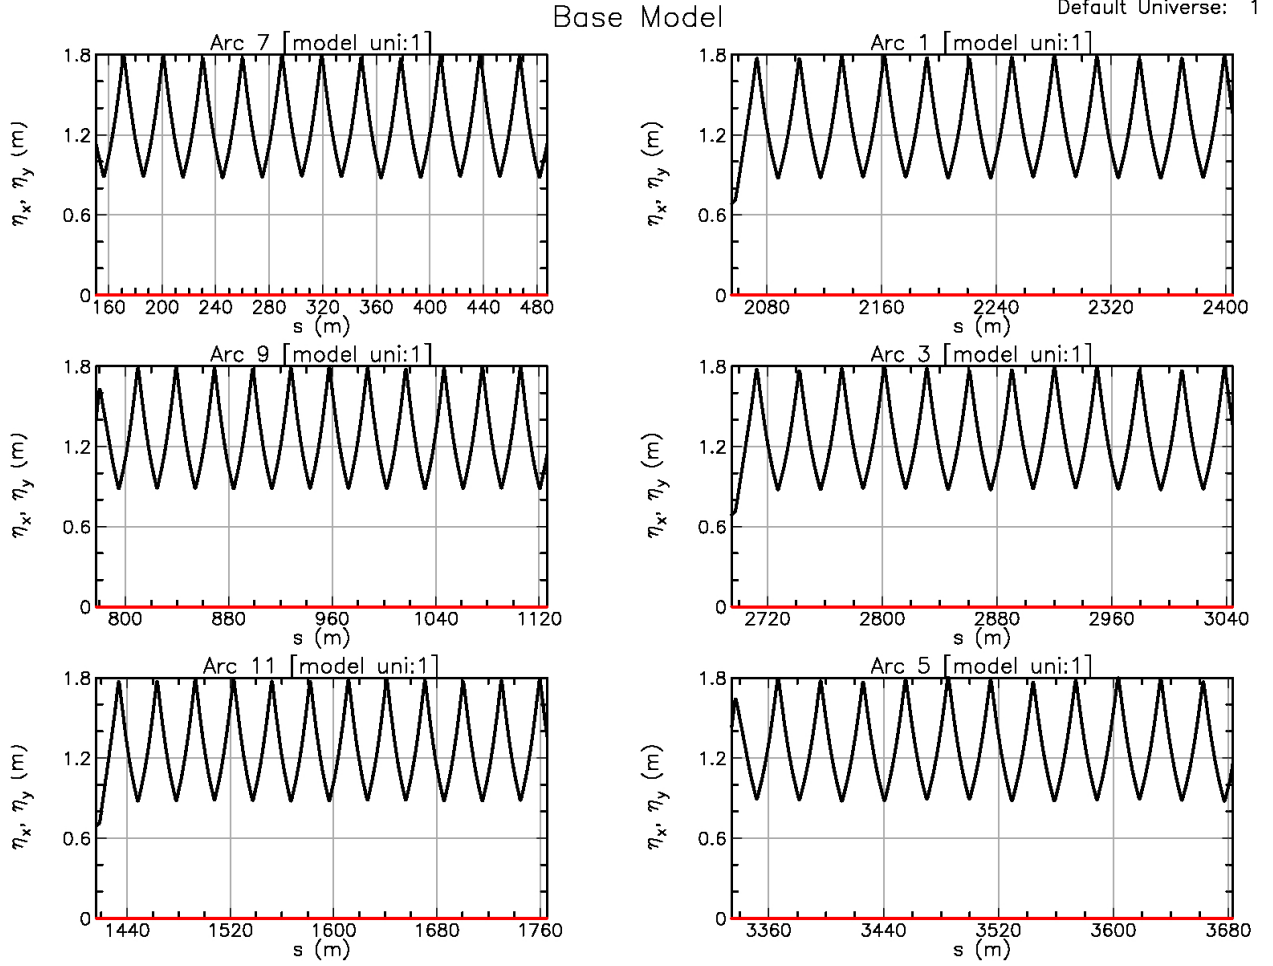 Base Model
Default Universe: 1
Arc 7 [model uni:1]
1.8
1.2
0.6
0
ηx, ηy (m)
160 200 240 280 320 360 400 440 480
s (m)
Arc 1 [model uni:1]
1.8
1.2
0.6
0
ηx, ηy (m)
2080 2160 2240 2320 2400
s (m)
Arc 9 [model uni:1]
1.8
1.2
0.6
0
ηx, ηy (m)
800 880 960 1040 1120
s (m)
Arc 3 [model uni:1]
1.8
1.2
0.6
0
ηx, ηy (m)
2720 2800 2880 2960 3040
s (m)
Arc 11 [model uni:1]
1.8
1.2
0.6
0
ηx, ηy (m)
1440 1520 1600 1680 1760
s (m)
Arc 5 [model uni:1]
1.8
1.2
0.6
0
ηx, ηy (m)
3360 3440 3520 3600 3680
s (m)